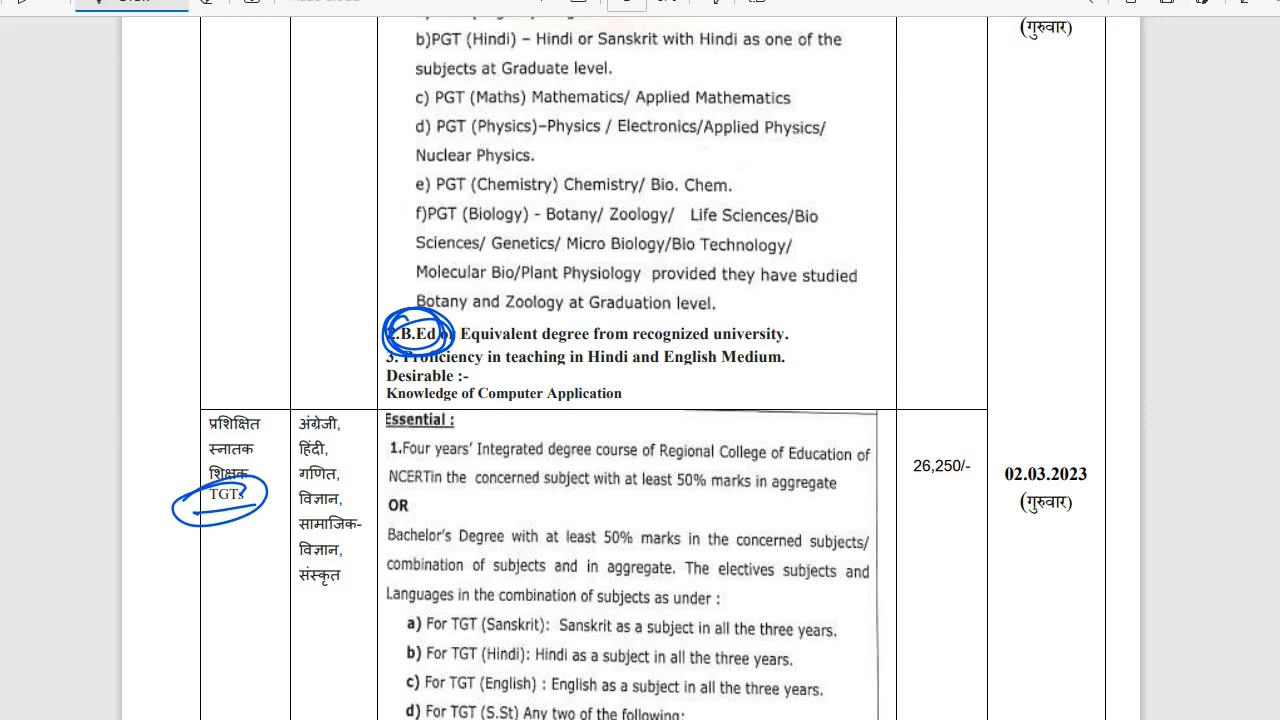 b)PGT (Hindi) – Hindi or Sanskrit with Hindi as one of the
subjects at Graduate level.
c) PGT (Maths) Mathematics/ Applied Mathematics
d) PGT (Physics)–Physics / Electronics/Applied Physics/
Nuclear Physics.
e) PGT (Chemistry) Chemistry/ Bio. Chem.
f)PGT (Biology) - Botany/ Zoology/ Life Sciences/Bio
Sciences/ Genetics/ Micro Biology/Bio Technology/
Molecular Bio/Plant Physiology provided they have studied
Botany and Zoology at Graduation level.
2.B.Ed or Equivalent degree from recognized university.
3. Proficiency in teaching in Hindi and English Medium.
Desirable :-
Knowledge of Computer Application
(गुरुवार)
प्रशिक्षित
स्नातक
शिक्षक
TGTs
अंग्रेजी,
हिंदी,
गणित,
विज्ञान,
सामाजिक-
विज्ञान,
संस्कृत
Essential :
1.Four years' Integrated degree course of Regional College of Education of
NCERTin the concerned subject with at least 50% marks in aggregate
OR
Bachelor's Degree with at least 50% marks in the concerned subjects/
combination of subjects and in aggregate. The electives subjects and
Languages in the combination of subjects as under :
a) For TGT (Sanskrit): Sanskrit as a subject in all the three years.
b) For TGT (Hindi): Hindi as a subject in all the three years.
c) For TGT (English) : English as a subject in all the three years.
d) For TGT (S.St) Any two of the following:
26,250/-
02.03.2023
(गुरुवार)